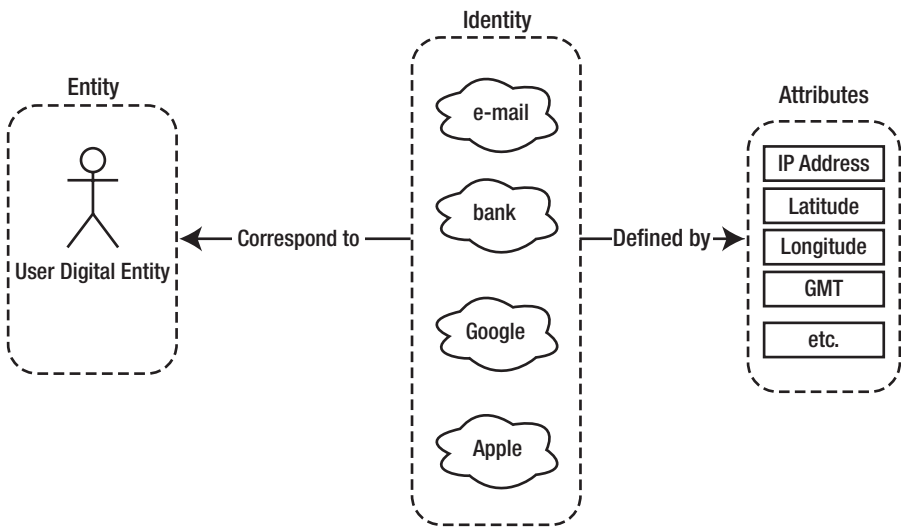 Identity
Entity
Attributes
e-mail
IP Address
Latitude
bank
Correspond to
Defined by
Longitude
User Digital Entity
GMT
Google
etc.
Apple